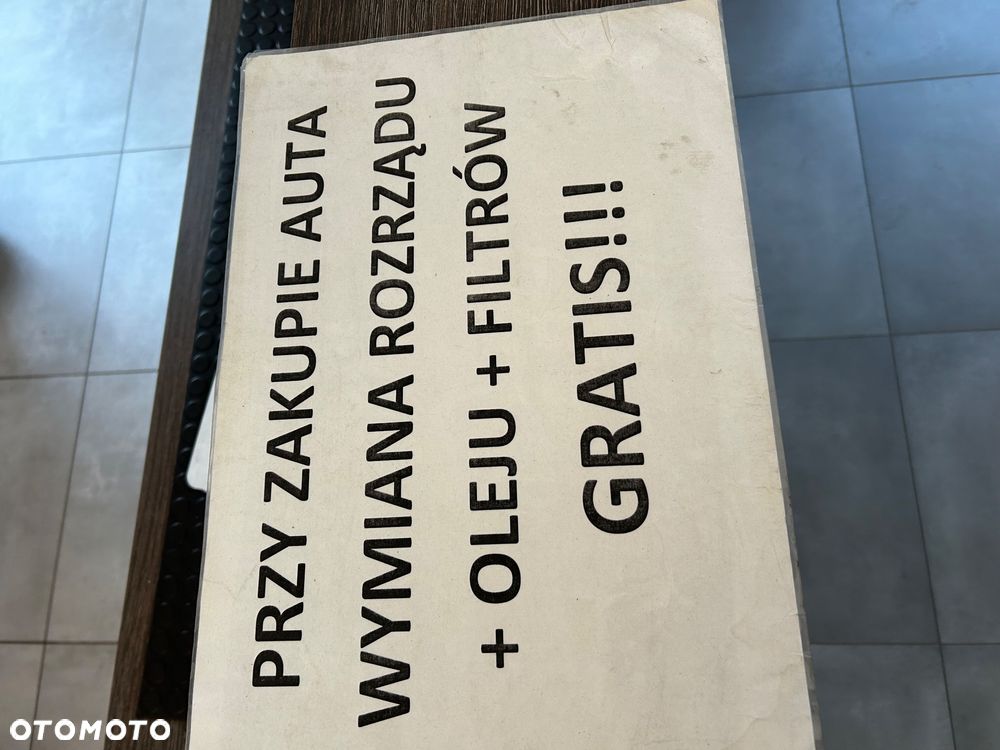 PRZY ZAKUPIE AUTA
WYMIANA ROZRZĄDU
+ OLEJU + FILTRÓW
GRATIS!!!
OTOMOTO